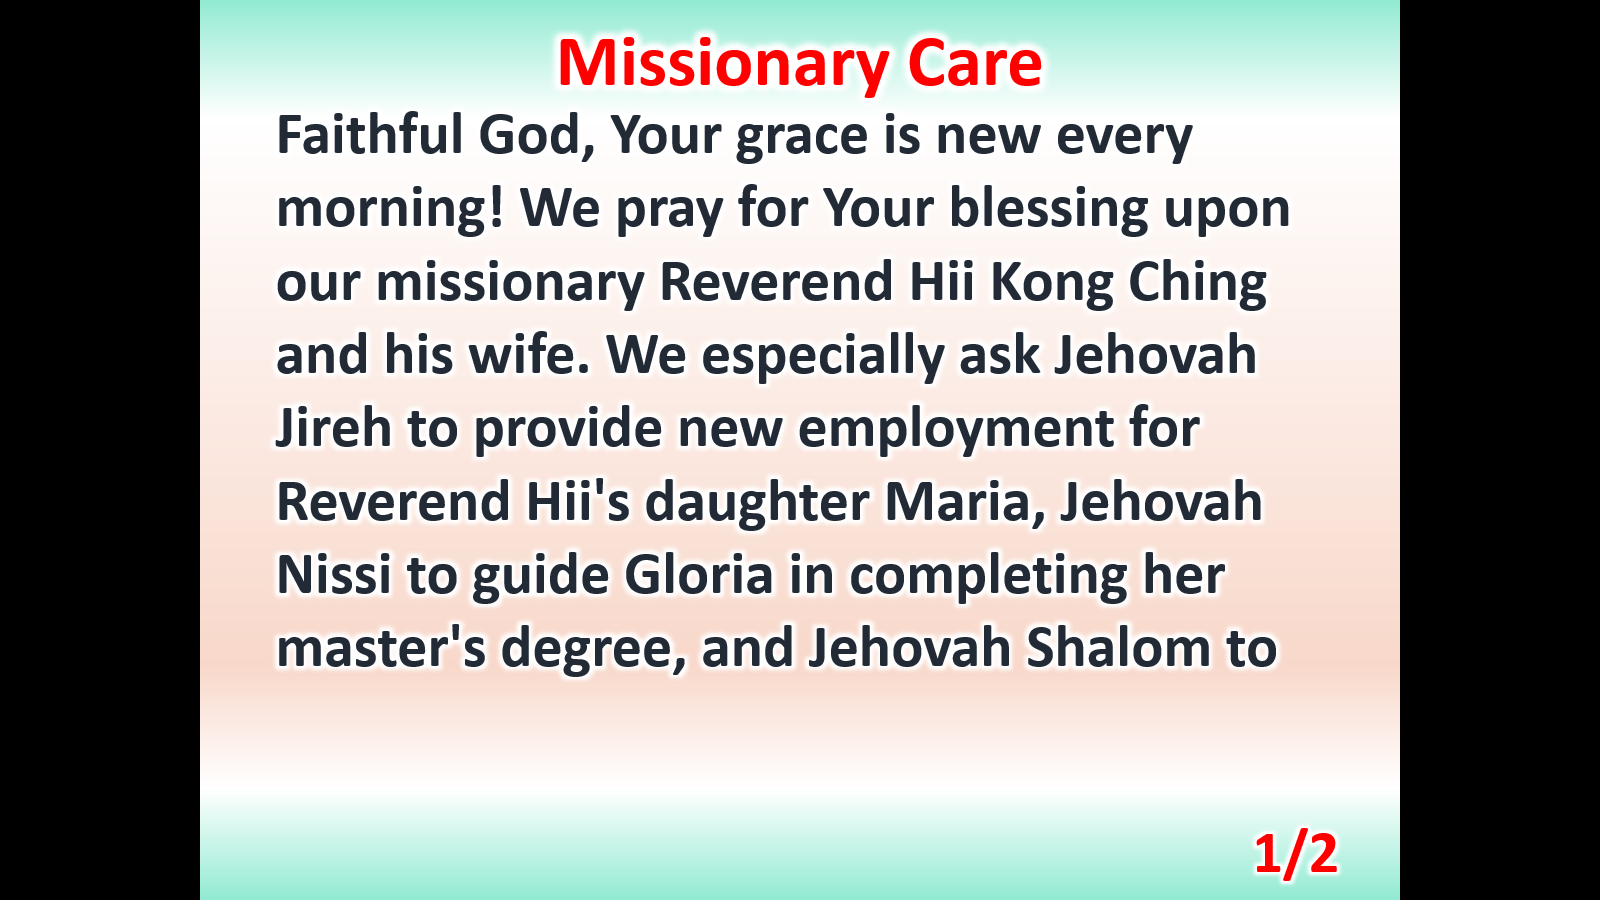 Missionary Care
Faithful God, Your grace is new every
morning! We pray for Your blessing upon
our missionary Reverend Hii Kong Ching
and his wife. We especially ask Jehovah
Jireh to provide new employment for
Reverend Hii's daughter Maria, Jehovah
Nissi to guide Gloria in completing her
master's degree, and Jehovah Shalom to
1/2